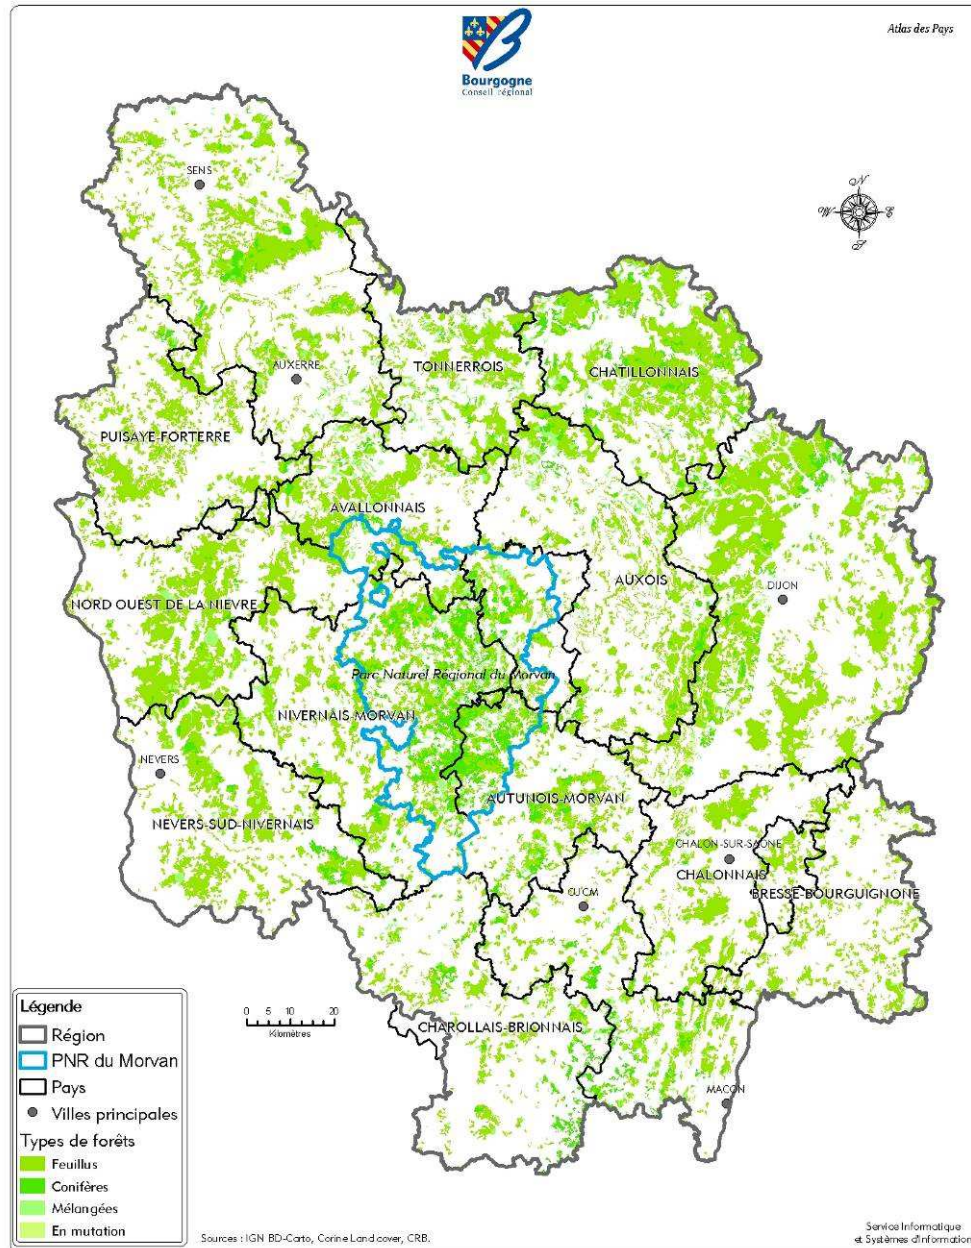 Atlas des Pays
Bourgogne
Conseil régional
N
W
E
S
SENS
AUXERRE
TONNERROIS
CHATILLONNAIS
PUISAYE-FORTERRE
AVALLONNAIS
AUXOIS
DIJON
NORD OUEST DE LA NIEVRE
Parc Naturel Régional du Morvan
NIVERNAIS-MORVAN
NEVERS
AUTUNOIS-MORVAN
NEVERS-SUD-NIVERNAIS
CHALON-SUR-SAONE
CHALONNAIS
BRESSE-BOURGUIGNONE
CUCM
CHAROLLAIS-BRIONNAIS
MACON
Légende
Région
PNR du Morvan
Pays
Villes principales
Types de forêts
Feuillus
Conifères
Mélangées
En mutation
0 5 10 20
Kilomètres
Sources : IGN BD-Carto, Corine Land cover, CRB.
Service Informatique
et Systèmes d'Information